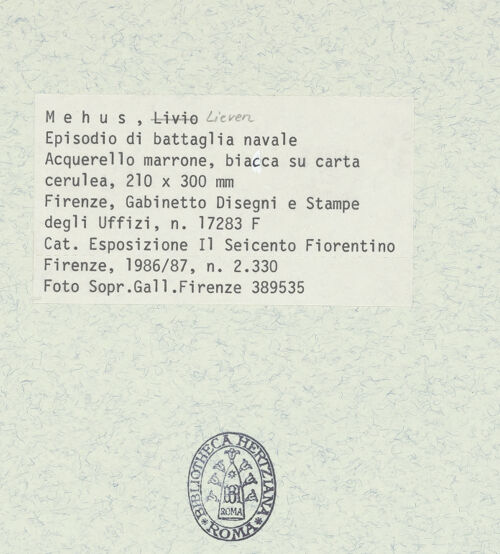 Mehus, Livio Lieven
Episodio di battaglia navale
Acquerello marrone, biacca su carta
cerulea, 210 x 300 mm
Firenze, Gabinetto Disegni e Stampe
degli Uffizi, n. 17283 F
Cat. Esposizione Il Seicento Fiorentino
Firenze, 1986/87, n. 2.330
Foto Sopr.Gall.Firenze 389535
BIBLIOTHECA HERTZIANA
ROMA
ROMA